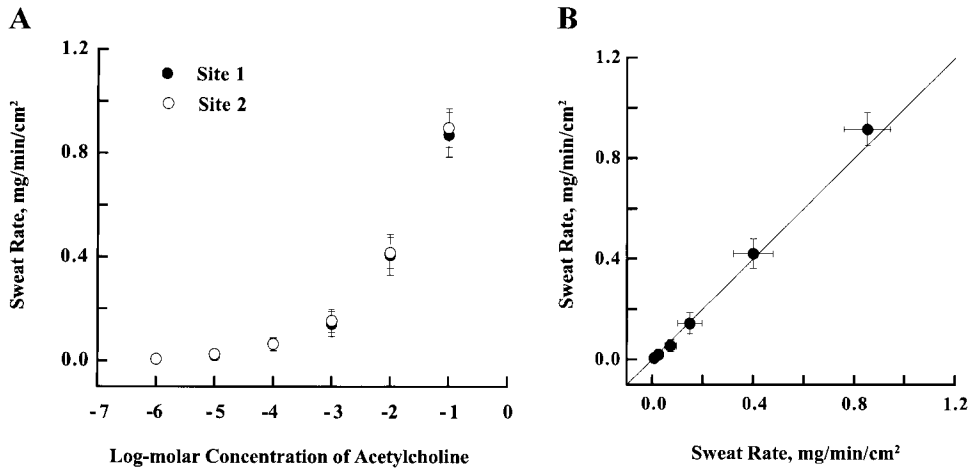 A
Sweat Rate, mg/min/cm²
1.2
0.8
0.4
0.0
Site 1
Site 2
-7 -6 -5 -4 -3 -2 -1 0
Log-molar Concentration of Acetylcholine
B
Sweat Rate, mg/min/cm²
1.2
0.8
0.4
0.0
0.0 0.4 0.8 1.2
Sweat Rate, mg/min/cm²